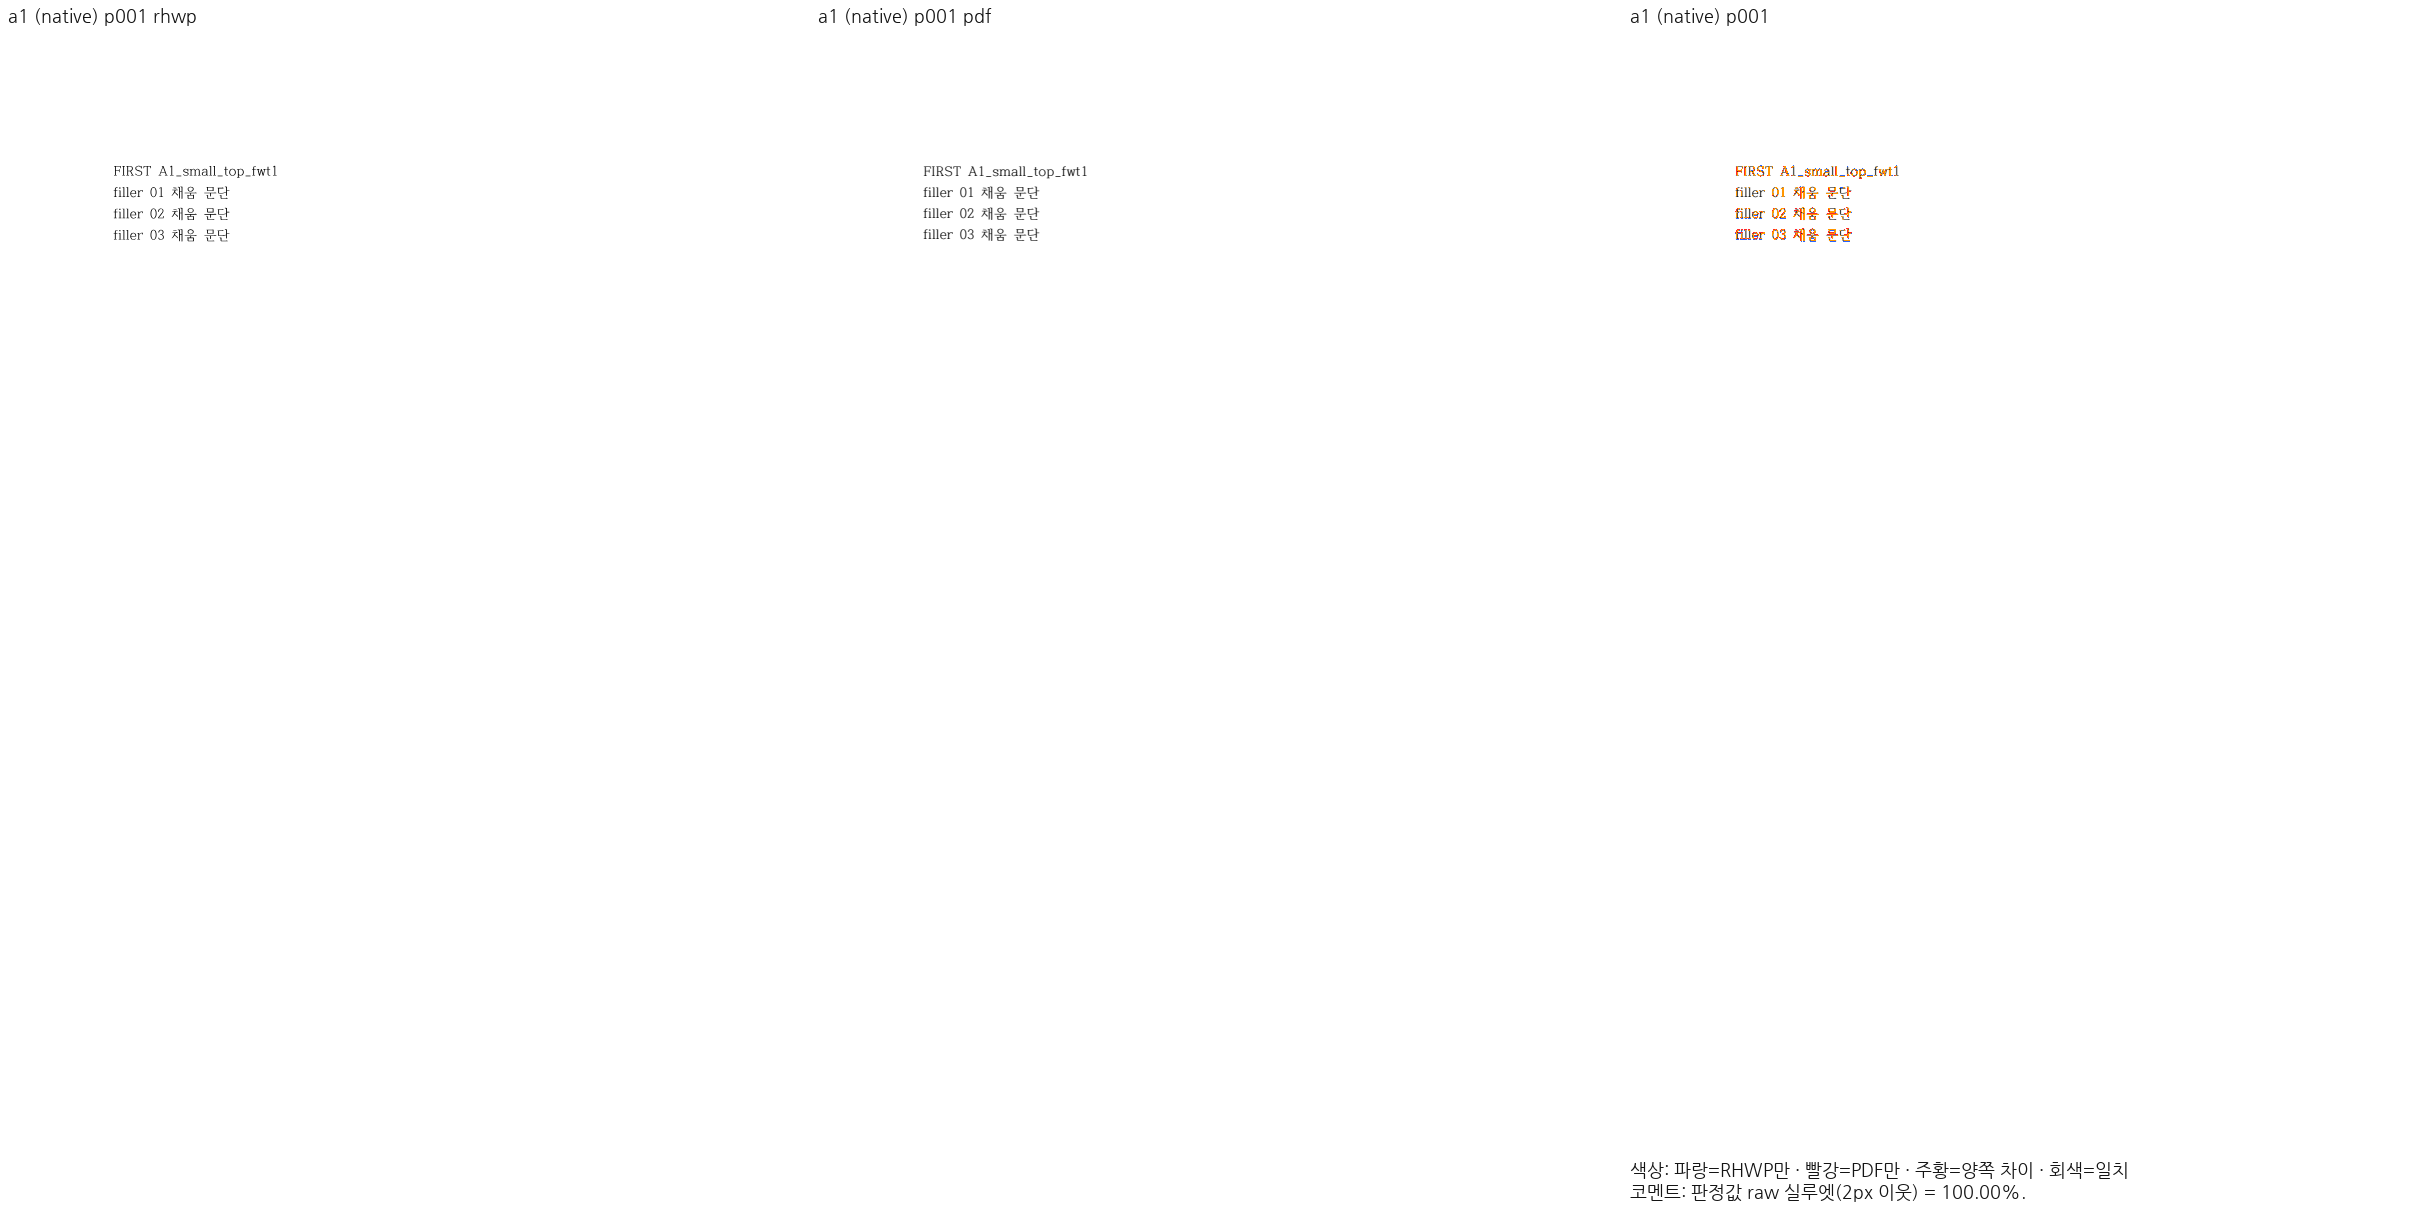 a1 (native) p001 rhwp
FIRST A1_small_top_fwt1
filler 01 채움 문단
filler 02 채움 문단
filler 03 채움 문단
a1 (native) p001 pdf
FIRST A1_small_top_fwt1
filler 01 채움 문단
filler 02 채움 문단
filler 03 채움 문단
a1 (native) p001
FIRST A1_small_top_fwt1
filler 01 채움 문단
filler 02 채움 문단
filler 03 채움 문단
색상: 파랑=RHWP만 · 빨강=PDF만 · 주황=양쪽 차이 · 회색=일치
코멘트: 판정값 raw 실루엣(2px 이웃) = 100.00%.